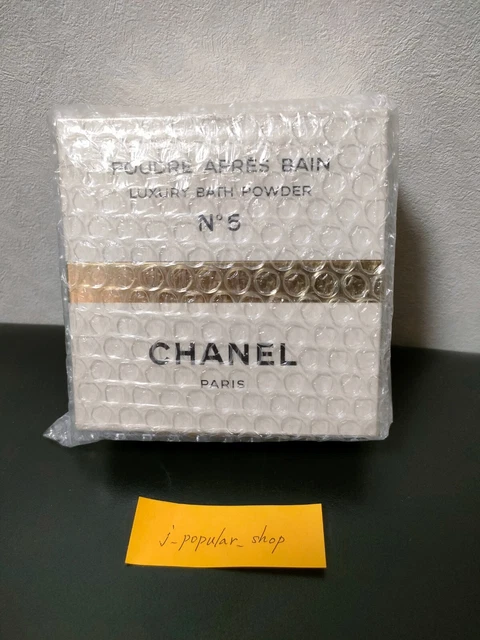 POUDRE APRÈS BAIN
LUXURY BATH POWDER
N°5
CHANEL
PARIS
j-popular_shop